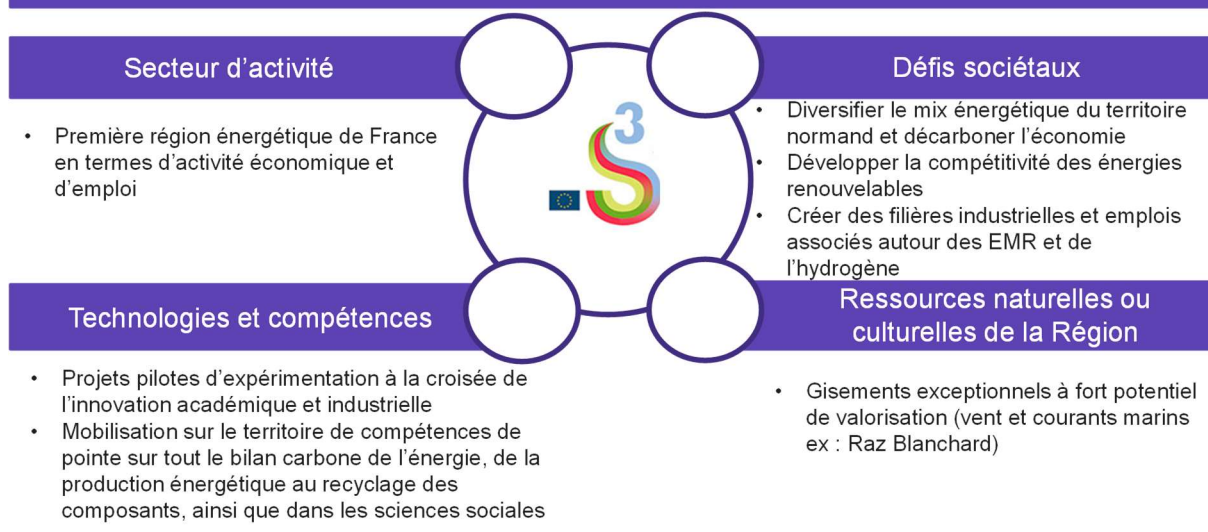 Secteur d’activité
• Première région énergétique de France
en termes d’activité économique et
d’emploi
S3
Défis sociétaux
• Diversifier le mix énergétique du territoire
normand et décarboner l’économie
• Développer la compétitivité des énergies
renouvelables
• Créer des filières industrielles et emplois
associés autour des EMR et de
l’hydrogène
Technologies et compétences
• Projets pilotes d’expérimentation à la croisée de
l’innovation académique et industrielle
• Mobilisation sur le territoire de compétences de
pointe sur tout le bilan carbone de l’énergie, de la
production énergétique au recyclage des
composants, ainsi que dans les sciences sociales
Ressources naturelles ou
culturelles de la Région
• Gisements exceptionnels à fort potentiel
de valorisation (vent et courants marins
ex : Raz Blanchard)